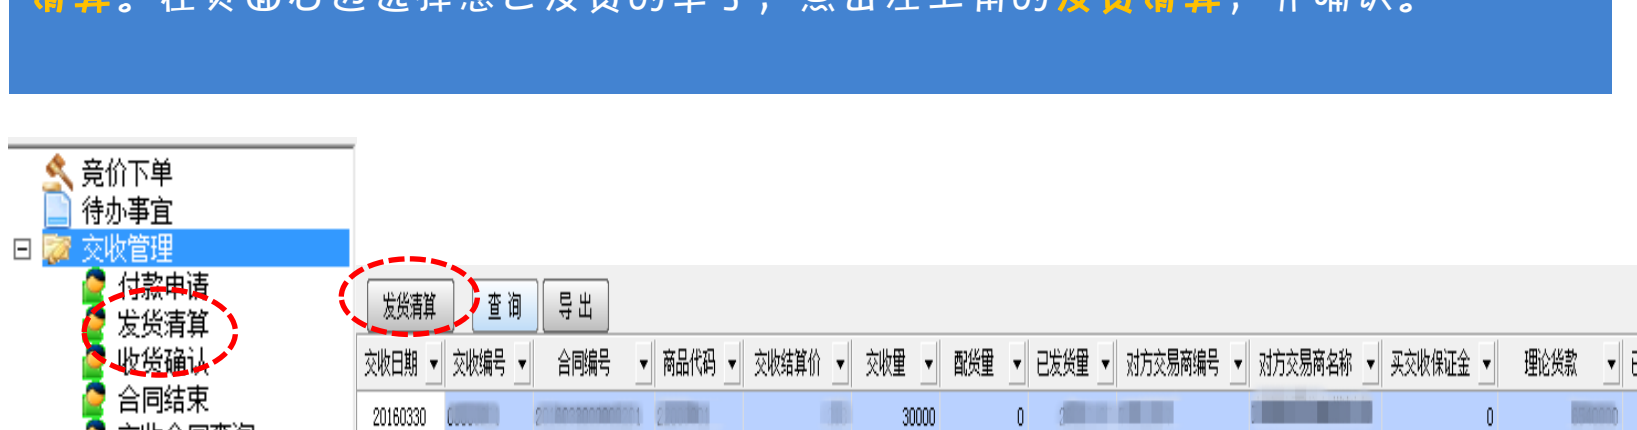 清算。在页面右边选择您已发货的单子，点击左上角的发货清算，并确认。
竞价下单
待办事宜
交收管理
付款申请
发货清算
收货确认
合同结束
交收合同查询
发货清算 查询 导出
交收日期 交收编号 合同编号 商品代码 交收结算价 交收量 配货量 已发货量 对方交易商编号 对方交易商名称 买交收保证金 理论货款
20160330 30000 0 0